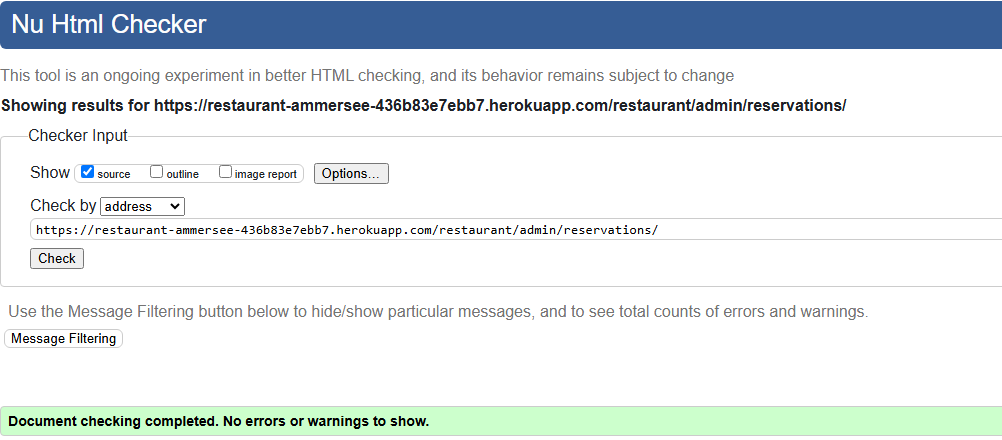 Nu Html Checker
This tool is an ongoing experiment in better HTML checking, and its behavior remains subject to change
Showing results for https://restaurant-ammersee-436b83e7ebb7.herokuapp.com/restaurant/admin/reservations/
Checker Input
Show source outline image report Options...
Check by address
https://restaurant-ammersee-436b83e7ebb7.herokuapp.com/restaurant/admin/reservations/
Check
Use the Message Filtering button below to hide/show particular messages, and to see total counts of errors and warnings.
Message Filtering
Document checking completed. No errors or warnings to show.